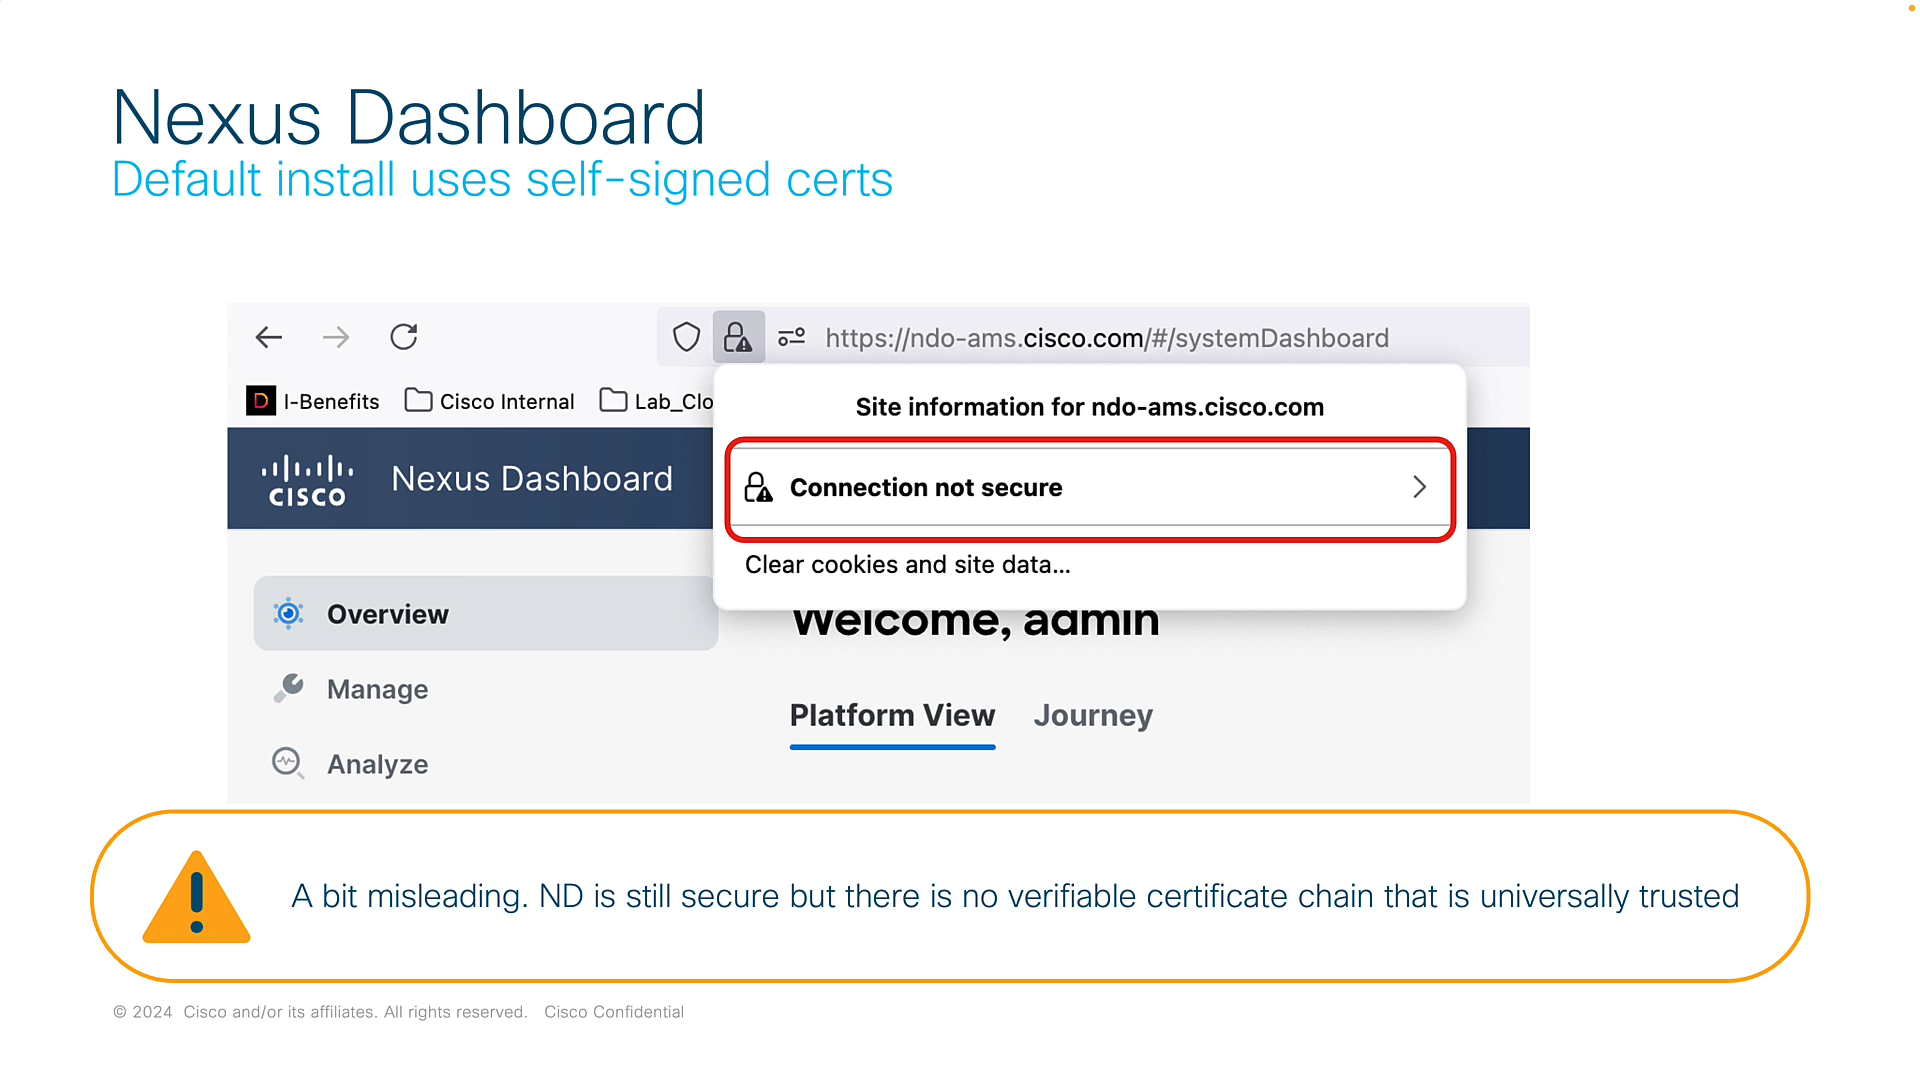 Nexus Dashboard
Default install uses self-signed certs
https://ndo-ams.cisco.com/#/systemDashboard
I-Benefits Cisco Internal Lab_Clo
Site information for ndo-ams.cisco.com
CISCO Nexus Dashboard
Connection not secure
Clear cookies and site data...
Overview
Welcome, admin
Manage
Platform View Journey
Analyze
A bit misleading. ND is still secure but there is no verifiable certificate chain that is universally trusted
© 2024 Cisco and/or its affiliates. All rights reserved. Cisco Confidential